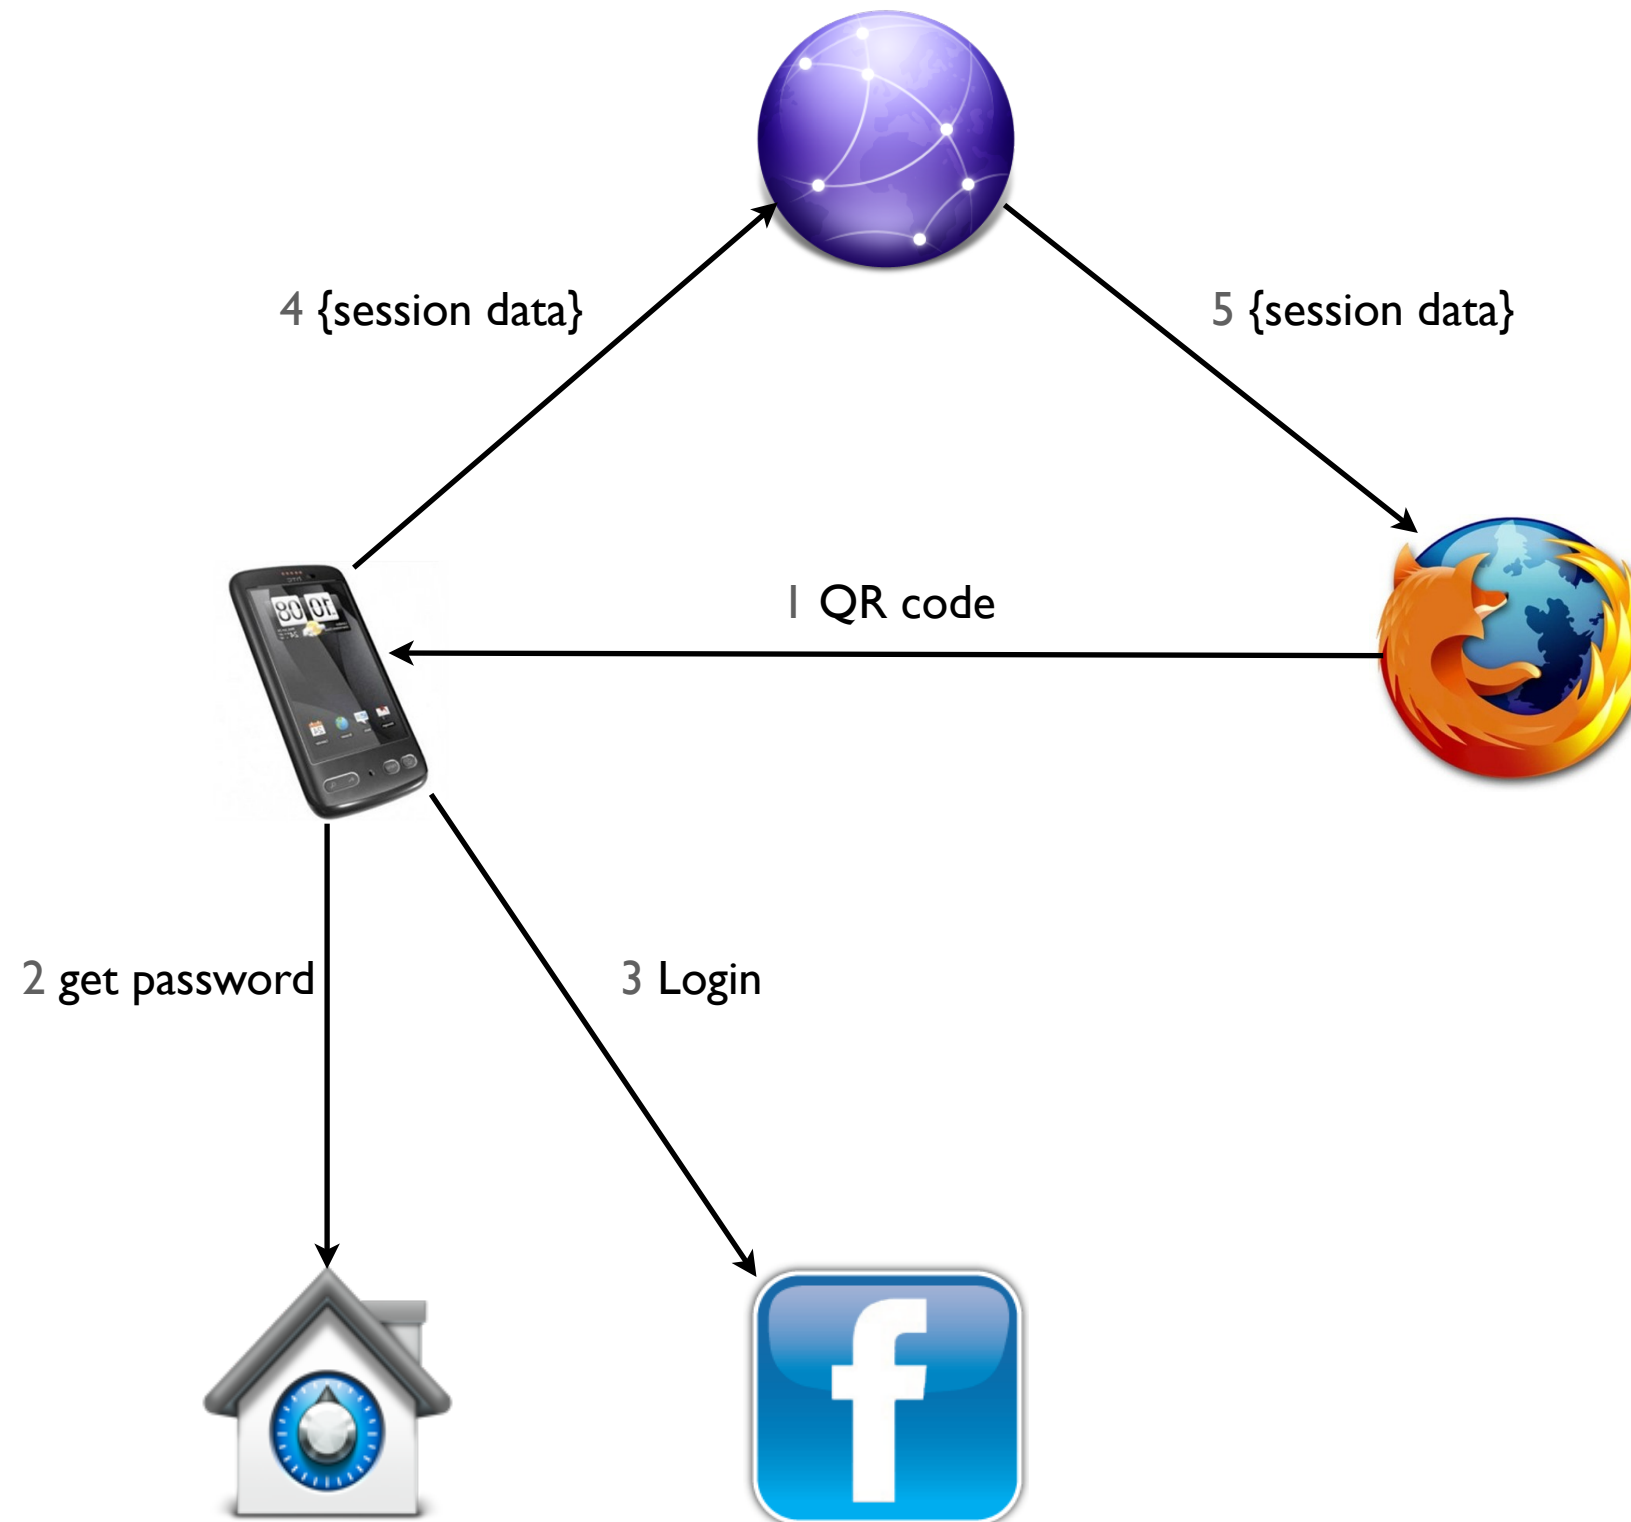 4 {session data}
5 {session data}
1 QR code
2 get password
3 Login
f